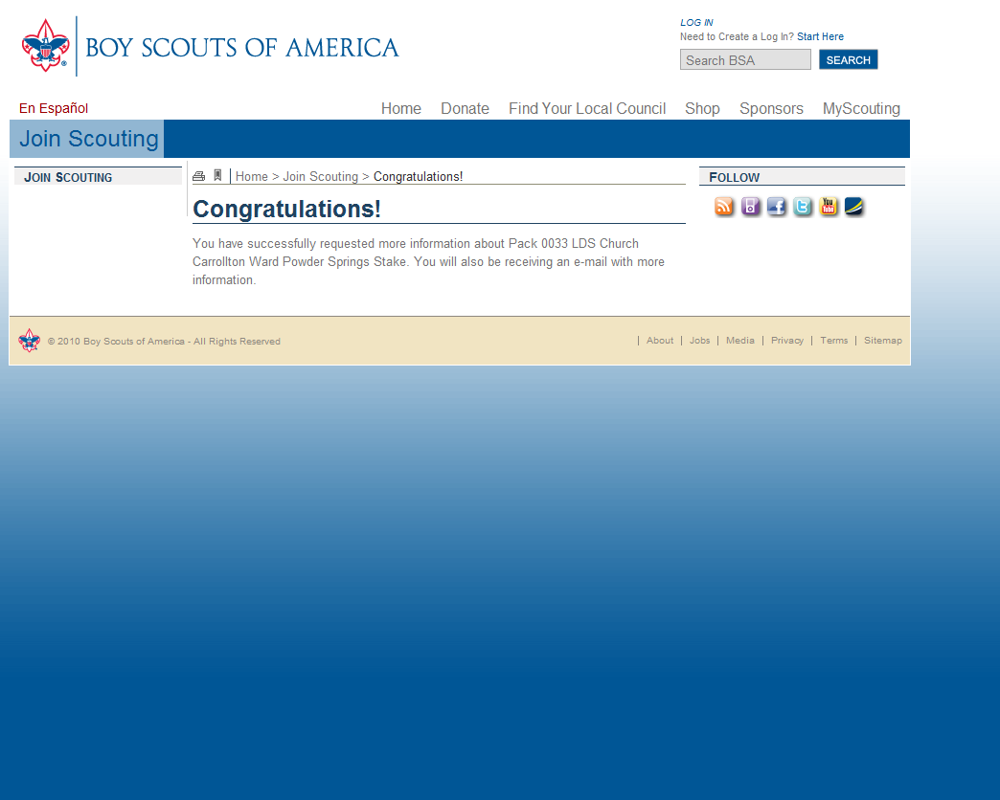 BOY SCOUTS OF AMERICA
LOG IN
Need to Create a Log In? Start Here
Search BSA SEARCH
En Español
Home Donate Find Your Local Council Shop Sponsors MyScouting
Join Scouting
JOIN SCOUTING
Home > Join Scouting > Congratulations!
Congratulations!
You have successfully requested more information about Pack 0033 LDS Church
Carrollton Ward Powder Springs Stake. You will also be receiving an e-mail with more
information.
FOLLOW
You Tube
© 2010 Boy Scouts of America - All Rights Reserved
| About | Jobs | Media | Privacy | Terms | Sitemap